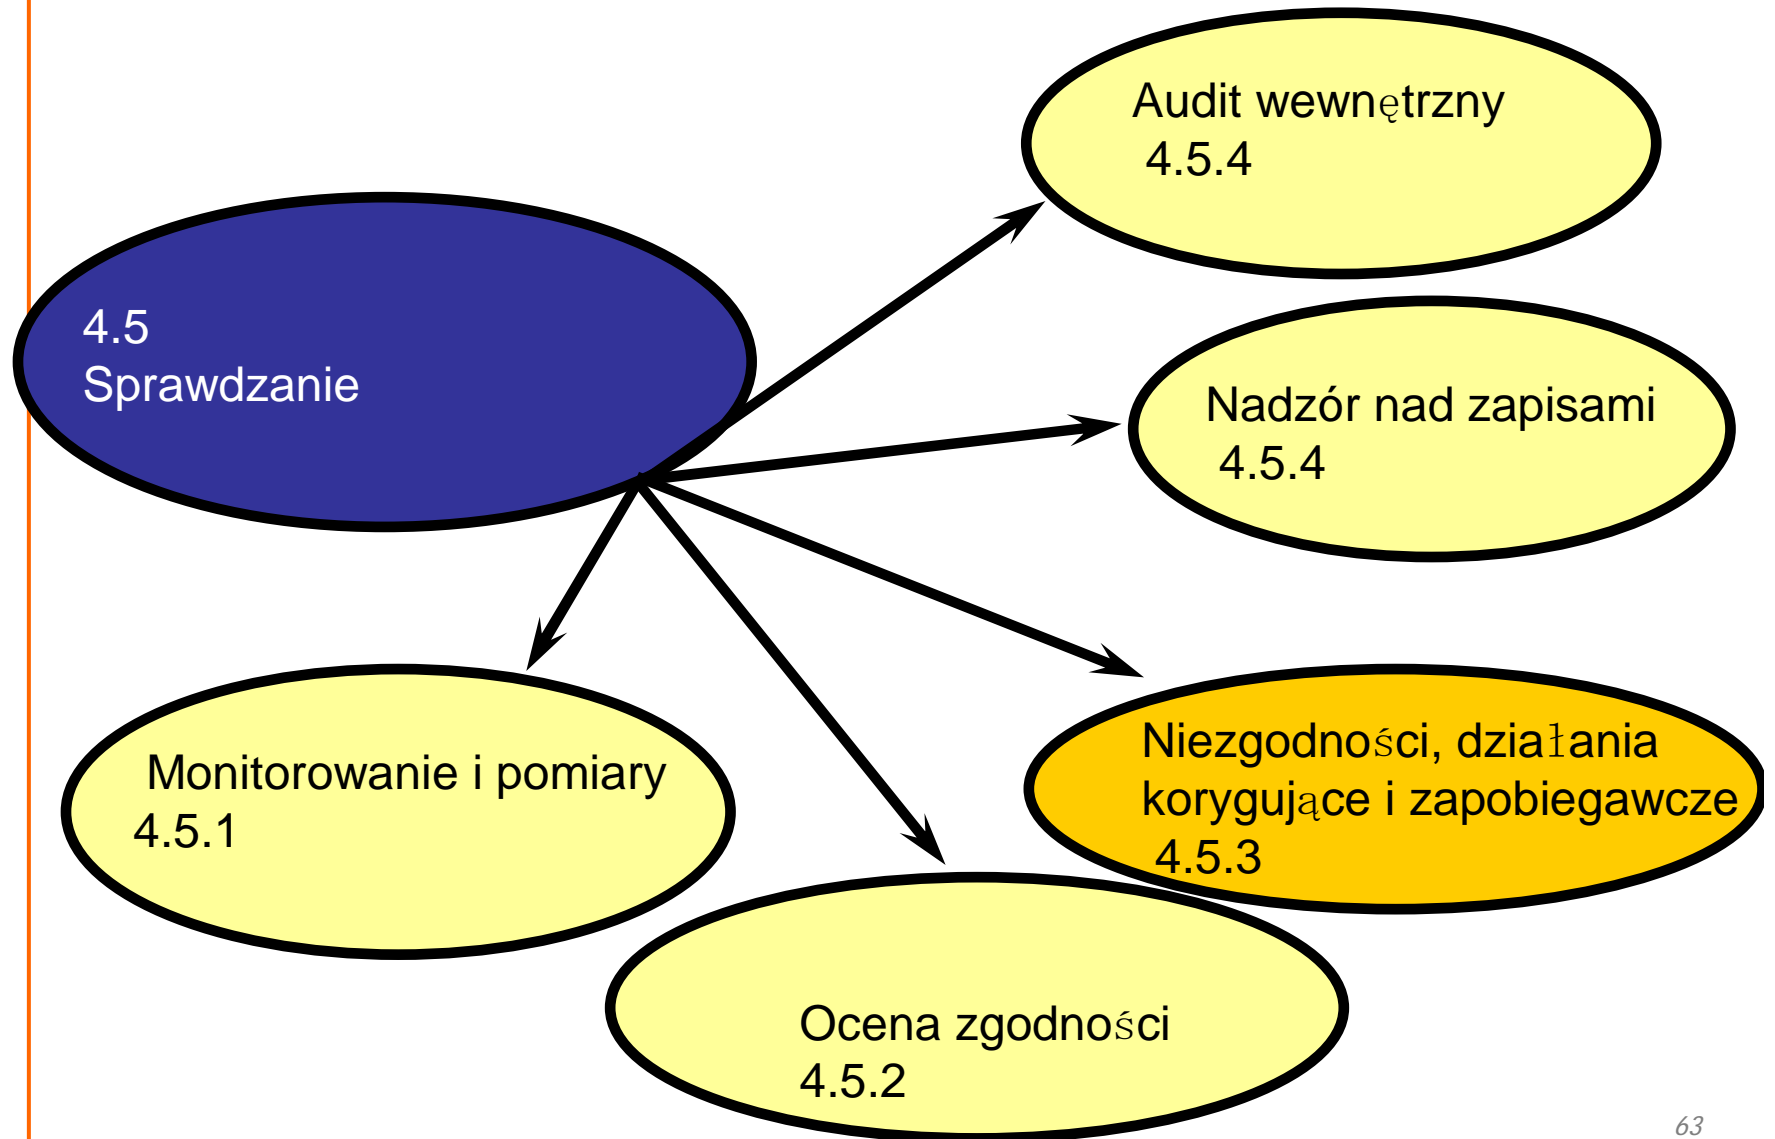 Audit wewnętrzny
4.5.4
4.5
Sprawdzanie
Nadzór nad zapisami
4.5.4
Niezgodności, działania
korygujące i zapobiegawcze
4.5.3
Monitorowanie i pomiary
4.5.1
Ocena zgodności
4.5.2
63